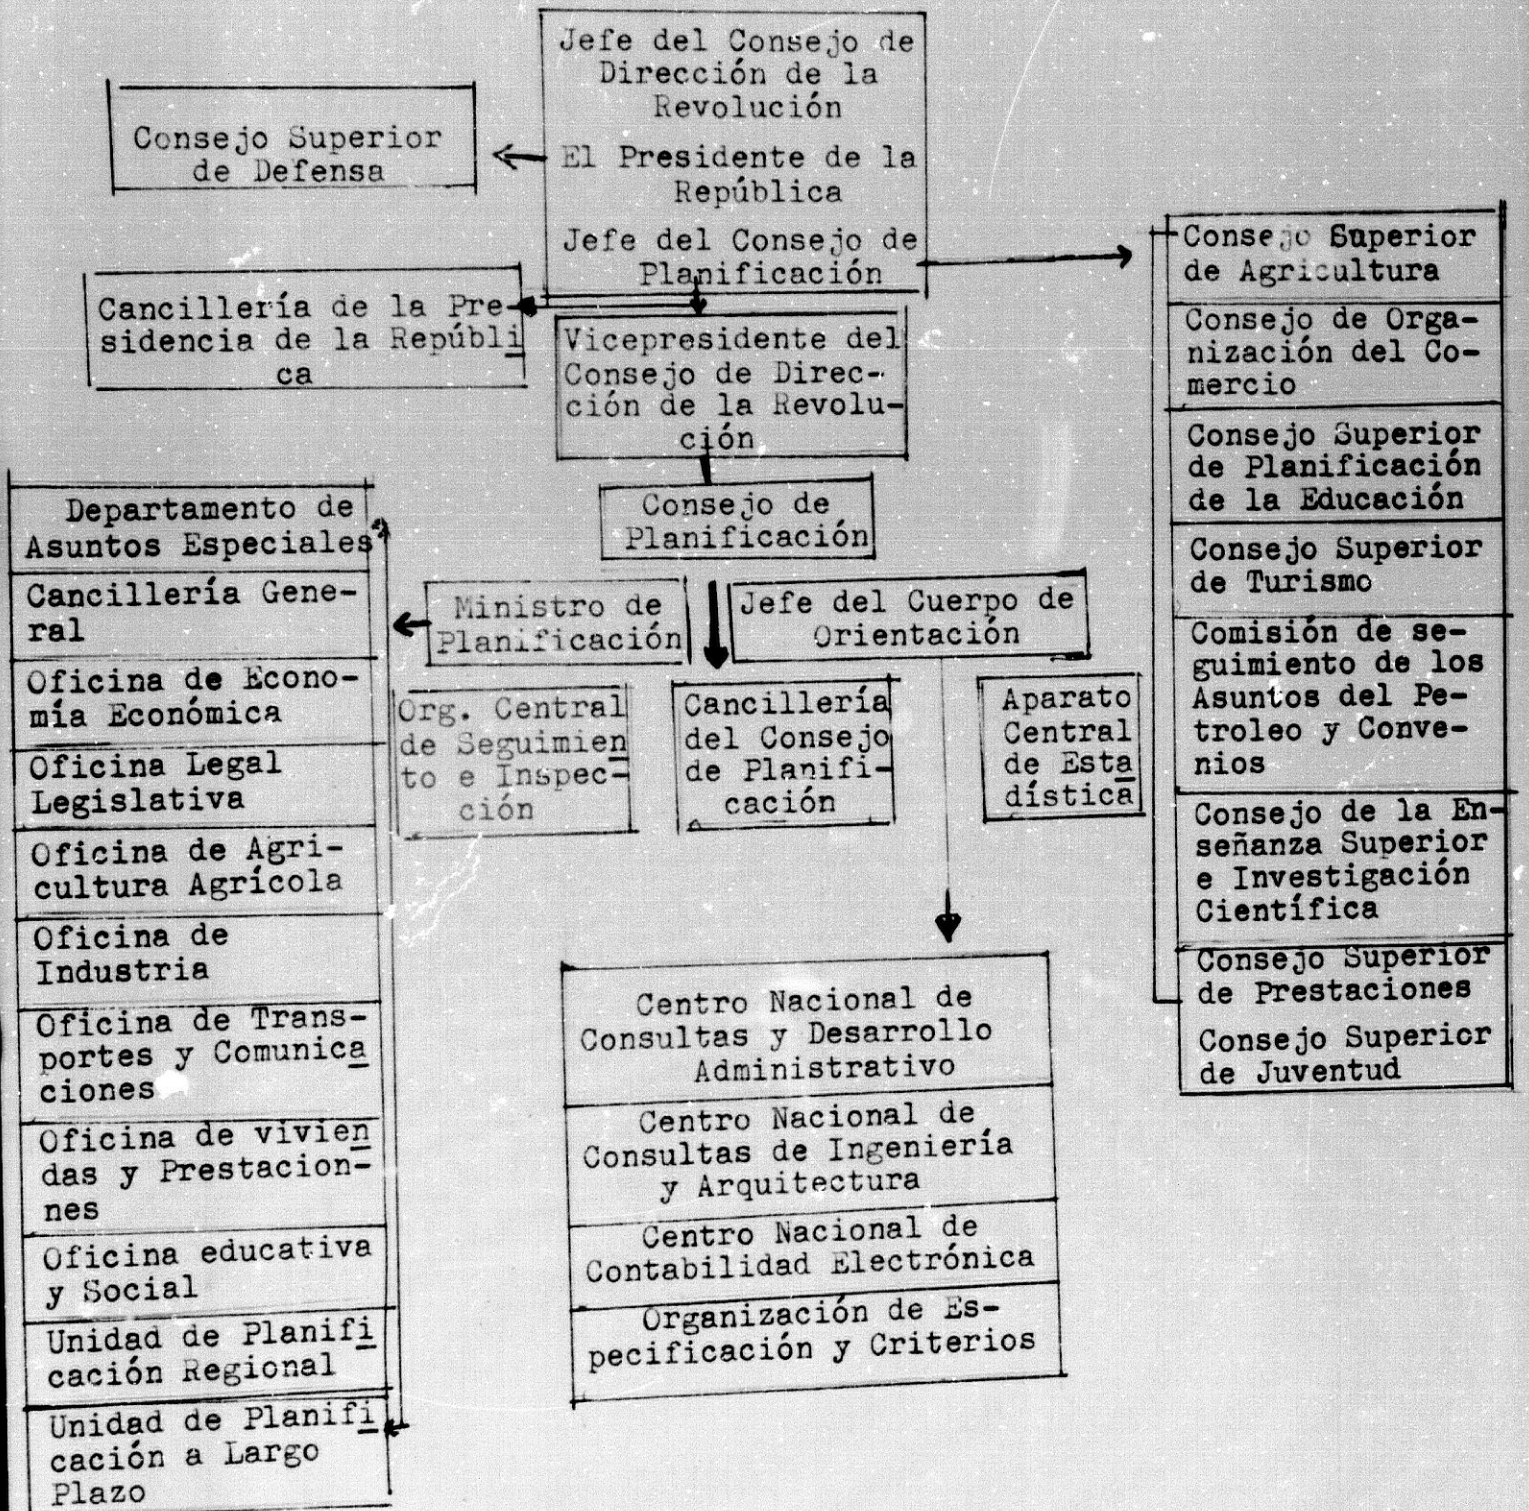 Jefe del Consejo de
Dirección de la
Revolución
El Presidente de la
República
Jefe del Consejo de
Planificación
Consejo Superior
de Defensa
Cancillería de la Pre-
sidencia de la Repúbli
ca
Vicepresidente del
Consejo de Direc-
ción de la Revolu-
ción
Consejo de
Planificación
Ministro de
Planificación
Jefe del Cuerpo de
Orientación
Org. Central
de Seguimien
to e Inspec-
ción
Cancillería
del Consejo
de Planifi-
cación
Aparato
Central
de Esta
dística
Departamento de
Asuntos Especiales
Cancillería Gene-
ral
Oficina de Econo-
mía Económica
Oficina Legal
Legislativa
Oficina de Agri-
cultura Agrícola
Oficina de
Industria
Oficina de Trans-
portes y Comunica
ciones
Oficina de vivien
das y Prestacion-
nes
Oficina educativa
y Social
Unidad de Planifi
cación Regional
Unidad de Planifi
cación a Largo
Plazo
Centro Nacional de
Consultas y Desarrollo
Administrativo
Centro Nacional de
Consultas de Ingeniería
y Arquitectura
Centro Nacional de
Contabilidad Electrónica
Organización de Es-
pecificación y Criterios
Consejo Superior
de Agricultura
Consejo de Orga-
nización del Co-
mercio
Consejo Superior
de Planificación
de la Educación
Consejo Superior
de Turismo
Comisión de se-
guimiento de los
Asuntos del Pe-
troleo y Conve-
nios
Consejo de la En-
señanza Superior
e Investigación
Científica
Consejo Superior
de Prestaciones
Consejo Superior
de Juventud